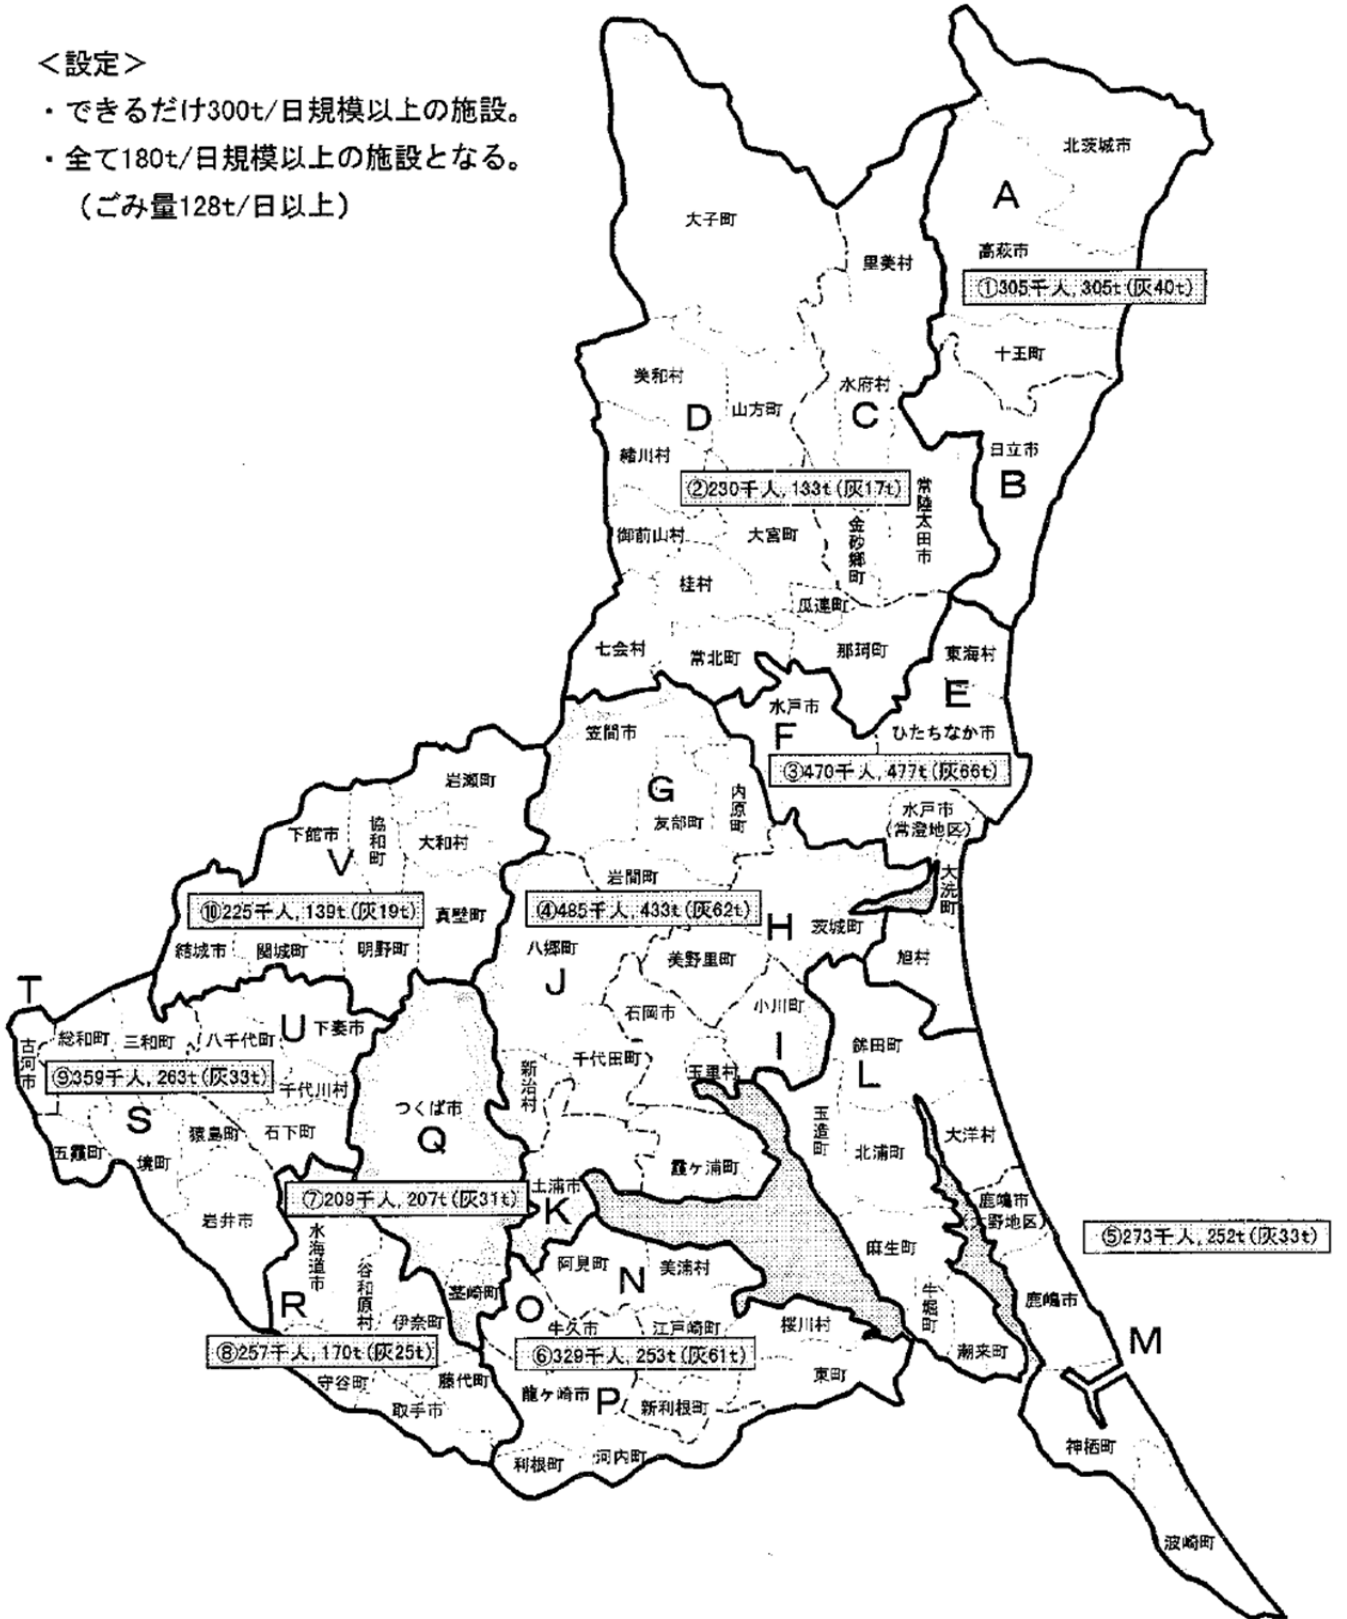 ＜設定＞
・できるだけ300t/日規模以上の施設。
・全て180t/日規模以上の施設となる。
（ごみ量128t/日以上）
北茨城市
A
大子町
高萩市
里美村
①305千人，305t（灰40t）
十王町
美和村
水府村
山方町
D
C
緒川村
日立市
B
②230千人，133t（灰17t）
常陸太田市
御前山村
大宮町
金砂郷町
桂村
瓜連町
七会村
常北町
那珂町
東海村
E
水戸市
笠間市
F
ひたちなか市
③470千人，477t（灰66t）
岩瀬町
G
内原町
友部町
水戸市
（常澄地区）
下館市
協和町
大和村
V
岩間町
大洗町
⑩225千人，139t（灰19t）
真壁町
④485千人，433t（灰62t）
H
茨城町
結城市
関城町
明野町
八郷町
美野里町
旭村
J
T
石岡市
小川町
総和町
三和町
八千代町
U
下妻市
古河市
千代田町
I
鉾田町
⑨359千人，263t（灰33t）
千代川村
新治村
玉里村
L
S
猿島町
石下町
つくば市
Q
玉造町
大洋村
五霞町
境町
北浦町
霞ヶ浦町
⑦209千人，207t（灰31t）
土浦市
K
鹿嶋市
（大野地区）
岩井市
水海道市
⑤273千人，252t（灰33t）
麻生町
谷和原村
阿見町
美浦村
N
茎崎町
牛堀町
鹿嶋市
R
伊奈町
O
牛久市
江戸崎町
桜川村
⑧257千人，170t（灰25t）
⑥329千人，253t（灰61t）
潮来町
M
守谷町
藤代町
東町
龍ヶ崎市
P
新利根町
取手市
神栖町
利根町
河内町
波崎町